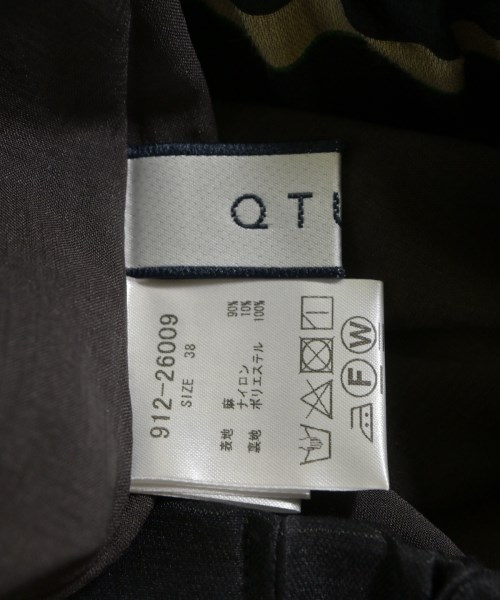 QTU
912-26009
SIZE 38
表地 麻 90%
ナイロン 10%
裏地 ポリエステル 100%
F W